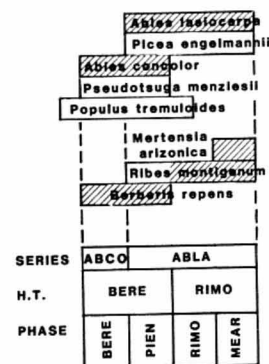 Abies lasiocarpa
Picea engelmannii
Abies concolor
Pseudotsuga menziesii
Populus tremuloides
Mertensia
arizonica
Ribes montigenum
Berberis repens
SERIES ABCO ABLA
H.T. BERE RIMO
PHASE BERE PIEN RIMO MEAR